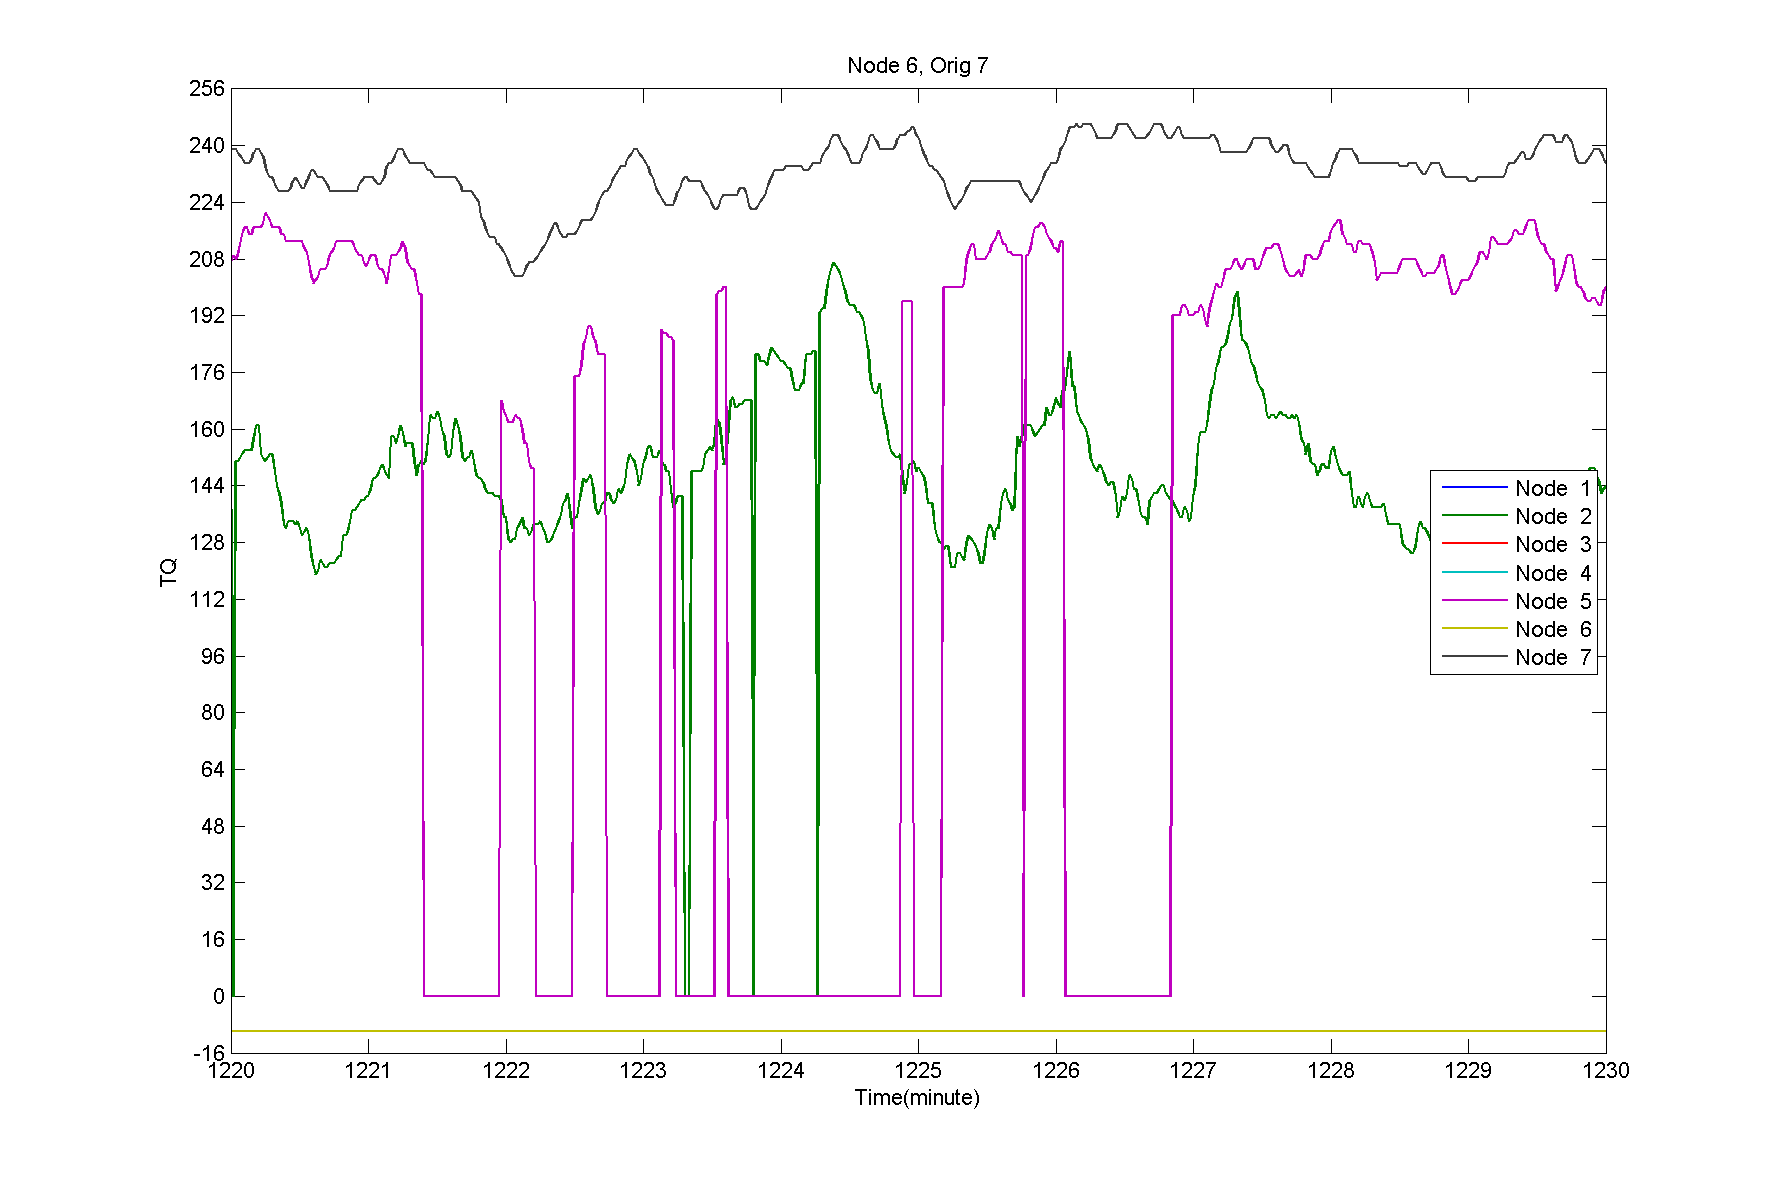 Node 6, Orig 7
256
240
224
208
192
176
160
144
128
112
96
80
64
48
32
16
0
-16
TQ
1220 1221 1222 1223 1224 1225 1226 1227 1228 1229 1230
Time(minute)
Node 1
Node 2
Node 3
Node 4
Node 5
Node 6
Node 7